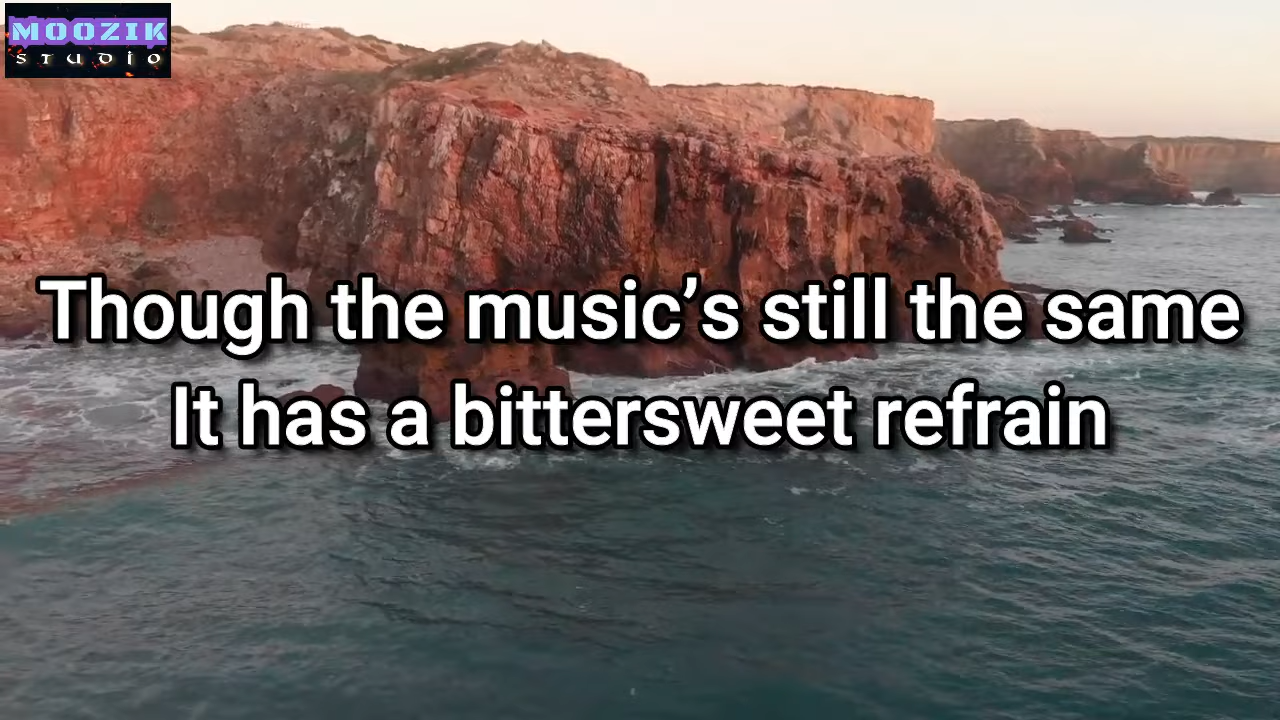 MOOZIK
STUDIO
Though the music’s still the same
It has a bittersweet refrain